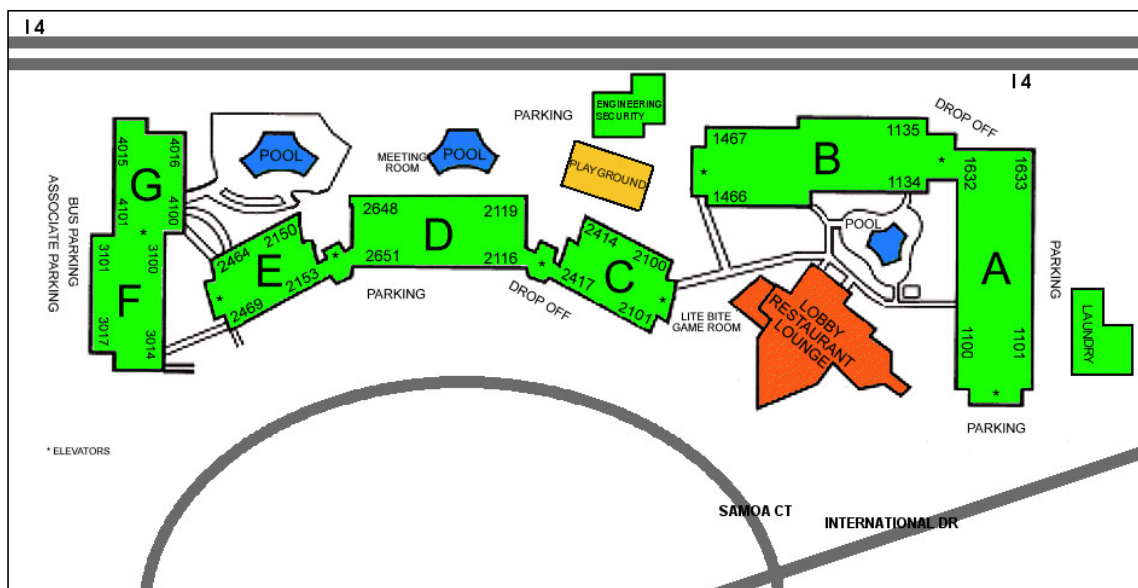 I4
I4
PARKING
ENGINEERING
SECURITY
DROP OFF
4015
4016
1467
1135
POOL
MEETING
ROOM
POOL
PLAYGROUND
B
1632
1633
G
ASSOCIATE PARKING
BUS PARKING
4101
4100
1466
1134
2648
2119
D
2651
2116
2414
2100
C
2417
2101
POOL
A
PARKING
3101
3100
F
3017
3014
2464
2150
E
2469
2153
PARKING
DROP OFF
LITE BITE
GAME ROOM
LOBBY
RESTAURANT
LOUNGE
1100
1101
LAUNDRY
PARKING
* ELEVATORS
SAMOA CT
INTERNATIONAL DR